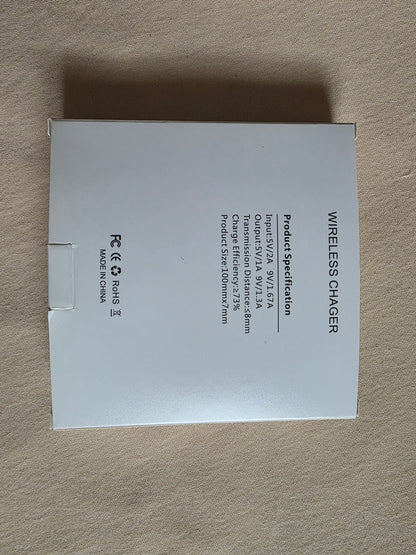 WIRELESS CHAGER
Product Specification
Input:5V/2A 9V/1.67A
Output:5V/1A 9V/1.3A
Transmission Distance:≤8mm
Charge Efficiency:≥73%
Product Size:100mmx7mm
FC CE RoHS
MADE IN CHINA